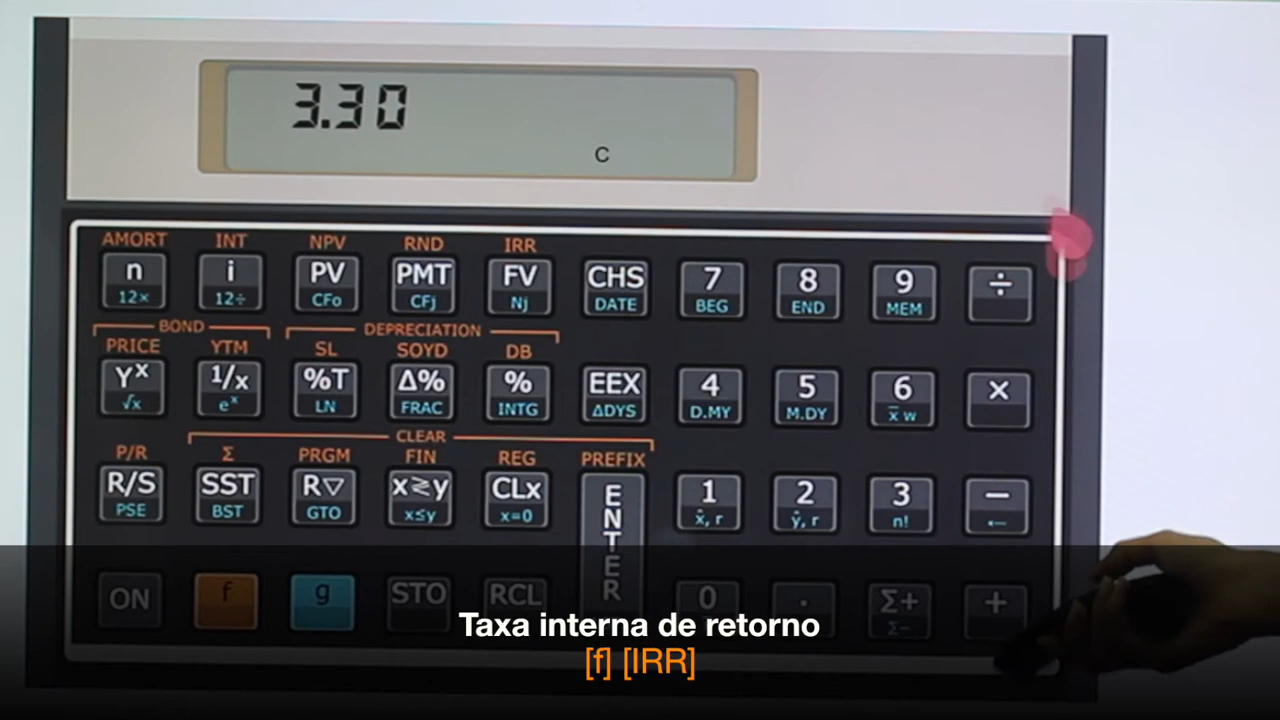 3.30
C
AMORT INT NPV RND IRR
n i PV PMT FV CHS 7 8 9 ÷
12× 12÷ CFo CFj Nj DATE BEG END MEM
BOND DEPRECIATION
PRICE YTM SL SOYD DB
Yˣ 1/x %T Δ% % EEX 4 5 6 ×
√x eˣ LN FRAC INTG ΔDYS D.MY M.DY x̄ w
CLEAR
P/R Σ PRGM FIN REG PREFIX
R/S SST R▽ x≷y CLx ENTER 1 2 3 −
PSE BST GTO x≤y x=0 x̂, r ŷ, r n! ←
ON f g STO RCL 0 · Σ+ +
Σ−
Taxa interna de retorno
[f] [IRR]